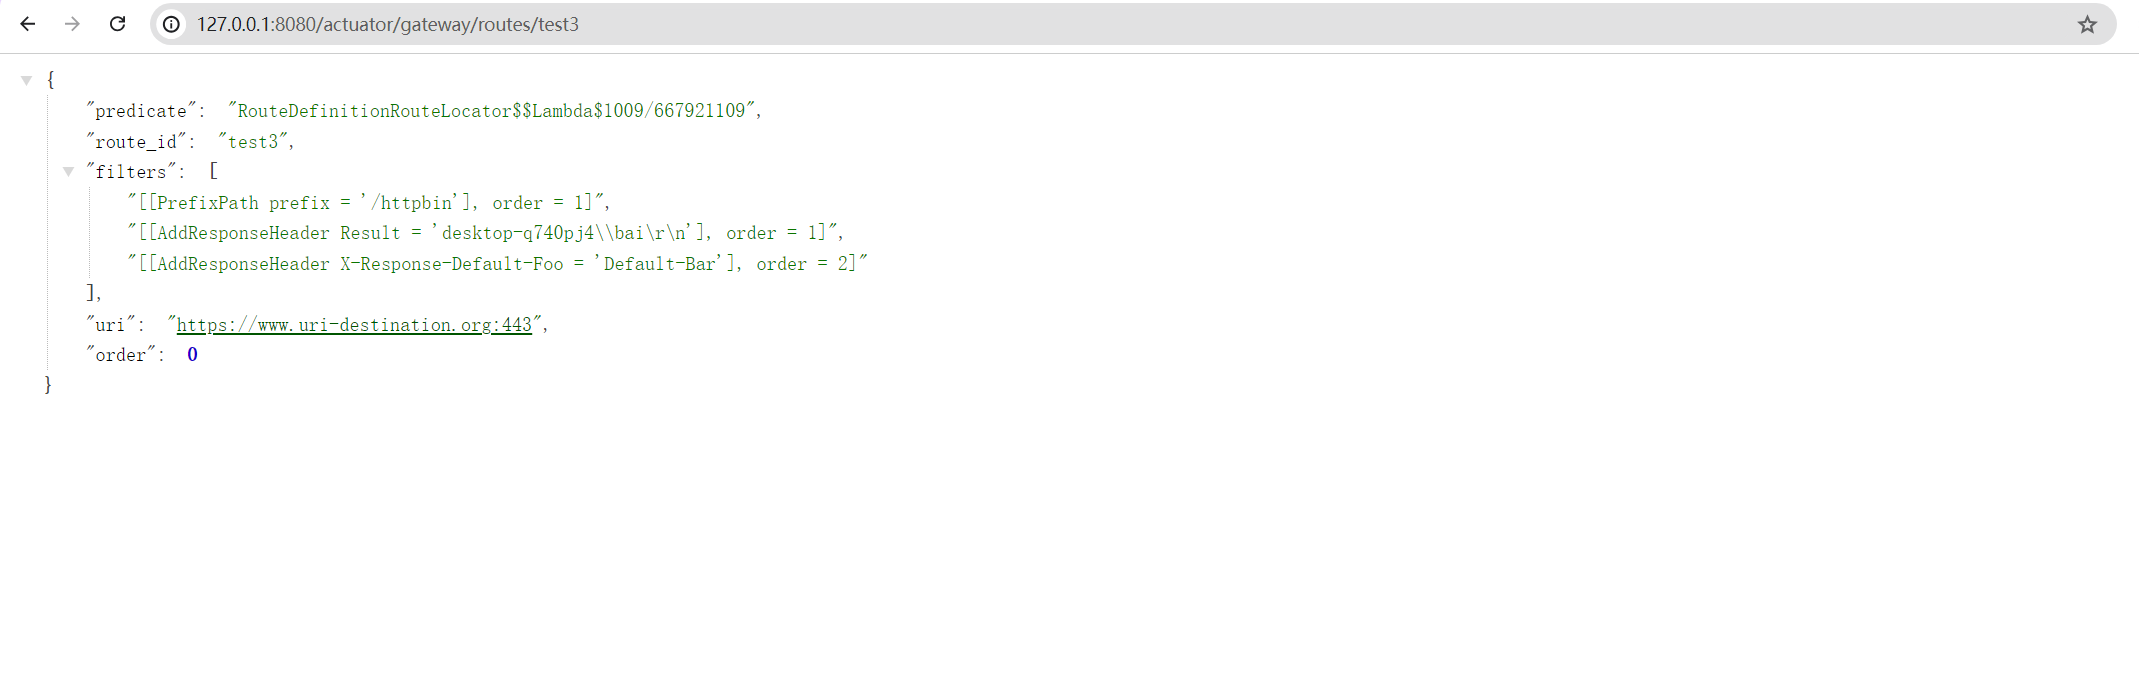 127.0.0.1:8080/actuator/gateway/routes/test3
{
"predicate": "RouteDefinitionRouteLocator$$Lambda$1009/667921109",
"route_id": "test3",
"filters": [
"[[PrefixPath prefix = '/httpbin'], order = 1]",
"[[AddResponseHeader Result = 'desktop-q740pj4\\bai\r\n'], order = 1]",
"[[AddResponseHeader X-Response-Default-Foo = 'Default-Bar'], order = 2]"
],
"uri": "https://www.uri-destination.org:443",
"order": 0
}